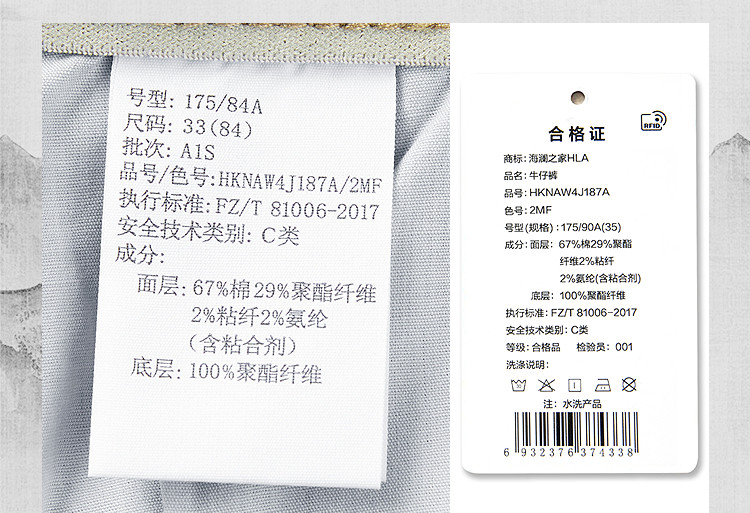 号型: 175/84A
尺码: 33(84)
批次: A1S
品号/色号:HKNAW4J187A/2MF
执行标准:FZ/T 81006-2017
安全技术类别: C类
成分:
面层: 67%棉29%聚酯纤维
2%粘纤2%氨纶
(含粘合剂)
底层: 100%聚酯纤维
RFID
合格证
商标: 海澜之家HLA
品名: 牛仔裤
品号: HKNAW4J187A
色号: 2MF
号型(规格) : 175/90A(35)
成分: 面层: 67%棉29%聚酯
纤维2%粘纤
2%氨纶(含粘合剂)
底层: 100%聚酯纤维
执行标准: FZ/T 81006-2017
安全技术类别: C类
等级: 合格品 检验员: 001
洗涤说明:
注: 水洗产品
6 932376 374338